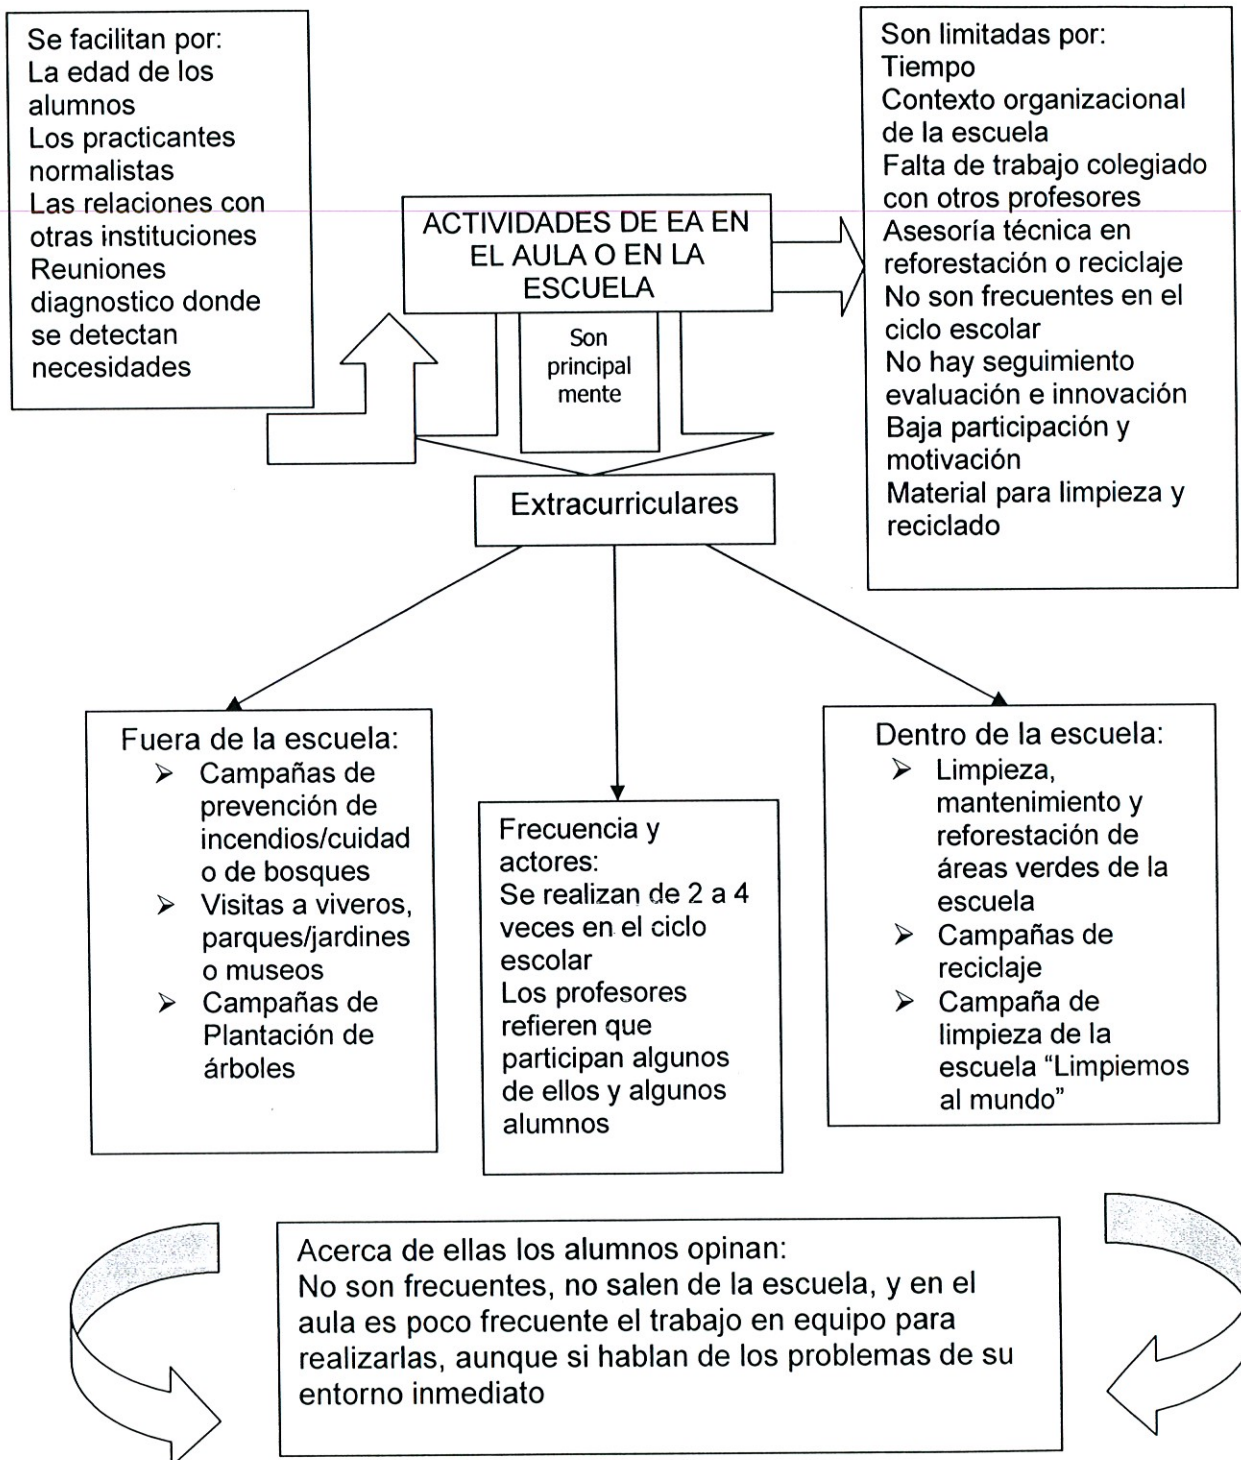 Se facilitan por:
La edad de los
alumnos
Los practicantes
normalistas
Las relaciones con
otras instituciones
Reuniones
diagnostico donde
se detectan
necesidades
ACTIVIDADES DE EA EN
EL AULA O EN LA
ESCUELA
Son
principal
mente
Son limitadas por:
Tiempo
Contexto organizacional
de la escuela
Falta de trabajo colegiado
con otros profesores
Asesoría técnica en
reforestación o reciclaje
No son frecuentes en el
ciclo escolar
No hay seguimiento
evaluación e innovación
Baja participación y
motivación
Material para limpieza y
reciclado
Extracurriculares
Fuera de la escuela:
➢ Campañas de
prevención de
incendios/cuidad
o de bosques
➢ Visitas a viveros,
parques/jardines
o museos
➢ Campañas de
Plantación de
árboles
Frecuencia y
actores:
Se realizan de 2 a 4
veces en el ciclo
escolar
Los profesores
refieren que
participan algunos
de ellos y algunos
alumnos
Dentro de la escuela:
➢ Limpieza,
mantenimiento y
reforestación de
áreas verdes de la
escuela
➢ Campañas de
reciclaje
➢ Campaña de
limpieza de la
escuela “Limpiemos
al mundo”
Acerca de ellas los alumnos opinan:
No son frecuentes, no salen de la escuela, y en el
aula es poco frecuente el trabajo en equipo para
realizarlas, aunque si hablan de los problemas de su
entorno inmediato